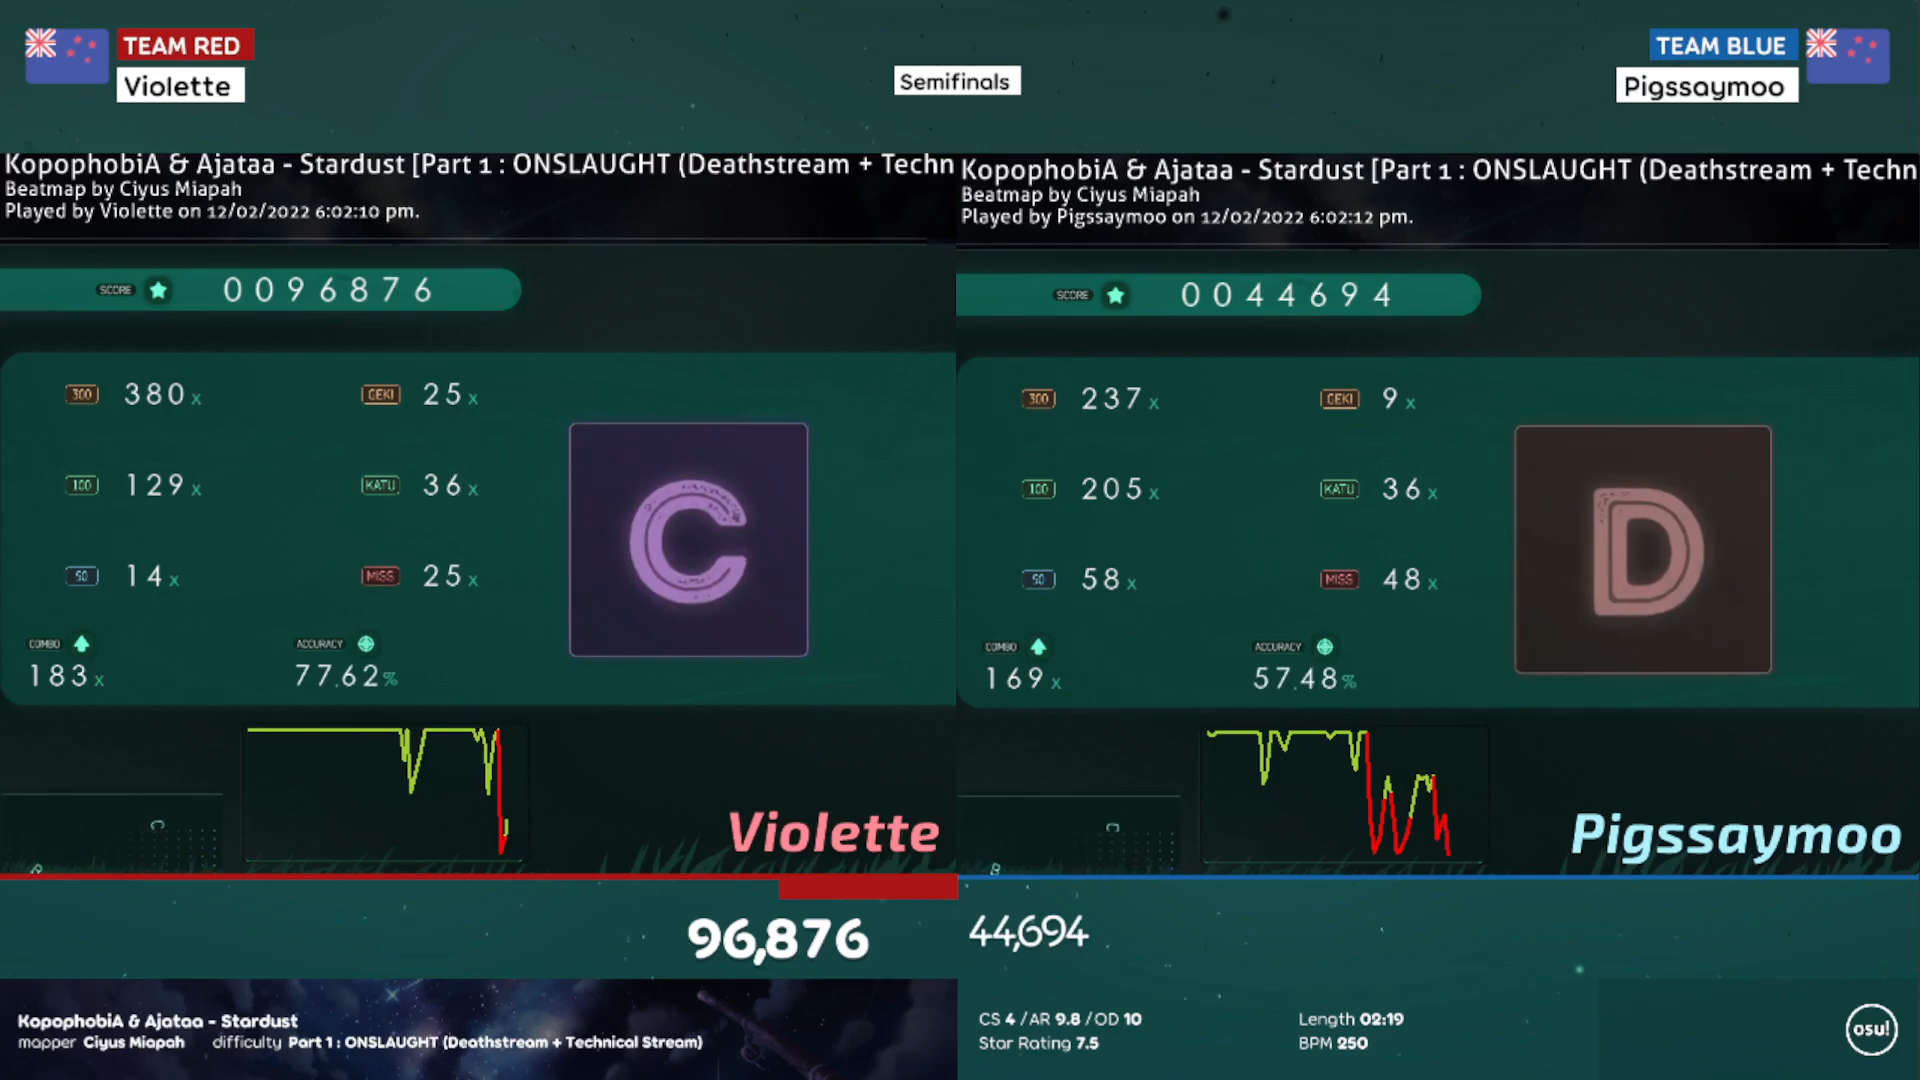 TEAM RED
Violette
Semifinals
TEAM BLUE
Pigssaymoo
KopophobiA & Ajataa - Stardust [Part 1 : ONSLAUGHT (Deathstream + Techn
Beatmap by Ciyus Miapah
Played by Violette on 12/02/2022 6:02:10 pm.
SCORE 0096876
300 380x GEKI 25x
100 129x KATU 36x
50 14x MISS 25x
C
COMBO ACCURACY
183x 77.62%
Violette
KopophobiA & Ajataa - Stardust [Part 1 : ONSLAUGHT (Deathstream + Techn
Beatmap by Ciyus Miapah
Played by Pigssaymoo on 12/02/2022 6:02:12 pm.
SCORE 0044694
300 237x GEKI 9x
100 205x KATU 36x
50 58x MISS 48x
D
COMBO ACCURACY
169x 57.48%
Pigssaymoo
96,876
44,694
KopophobiA & Ajataa - Stardust
mapper Ciyus Miapah difficulty Part 1 : ONSLAUGHT (Deathstream + Technical Stream)
CS 4 / AR 9.8 / OD 10
Star Rating 7.5
Length 02:19
BPM 250
osu!